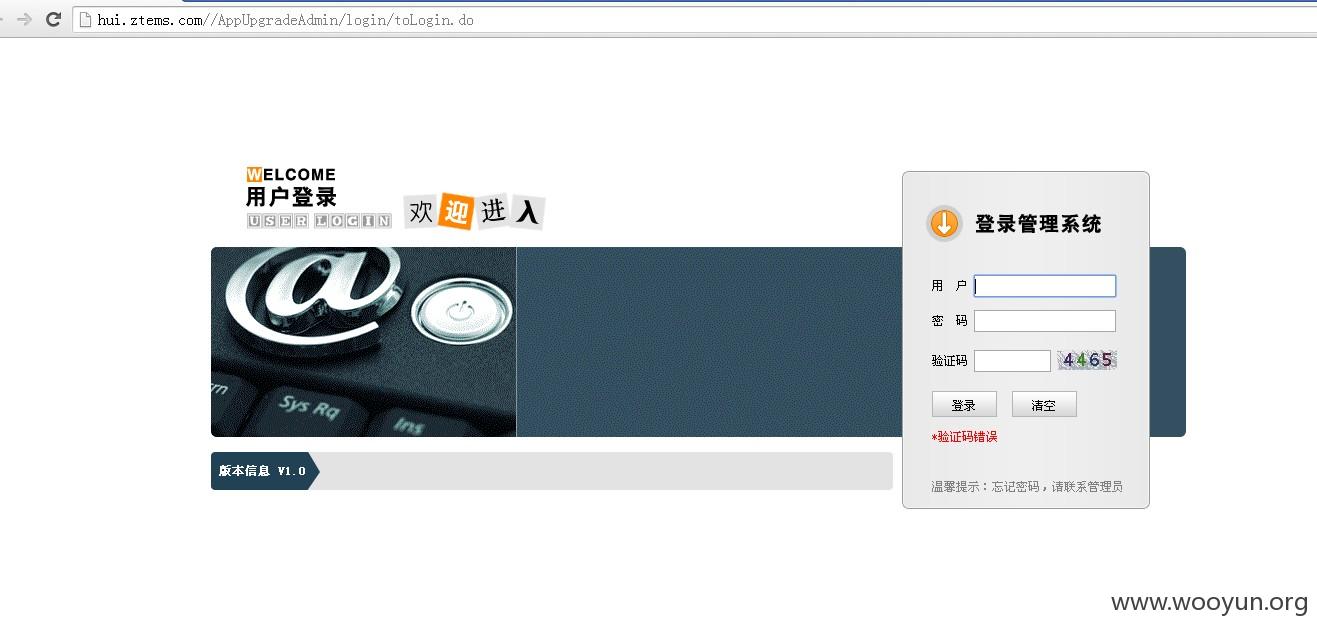 hui.ztems.com//AppUpgradeAdmin/login/toLogin.do
WELCOME
用户登录
USER LOGIN
欢迎进入
登录管理系统
用 户
密 码
验证码 4465
登录 清空
*验证码错误
Sys Rq
Ins
版本信息 V1.0
温馨提示：忘记密码，请联系管理员
www.wooyun.org